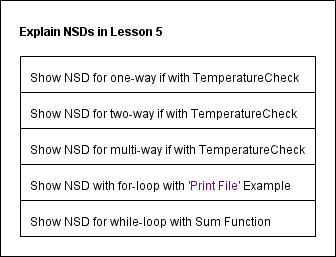 Explain NSDs in Lesson 5
Show NSD for one-way if with TemperatureCheck
Show NSD for two-way if with TemperatureCheck
Show NSD for multi-way if with TemperatureCheck
Show NSD with for-loop with 'Print File' Example
Show NSD for while-loop with Sum Function